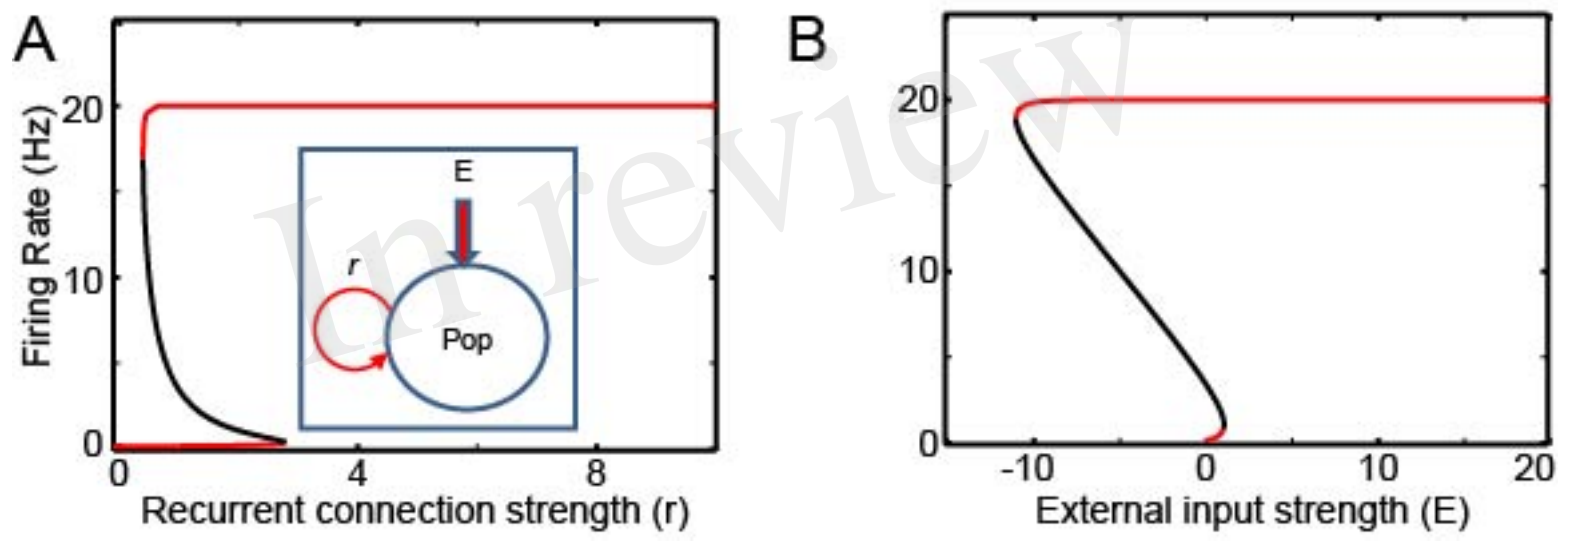 A
B
Firing Rate (Hz)
20
10
0
E
r
Pop
0
4
8
Recurrent connection strength (r)
20
10
0
-10
0
10
20
External input strength (E)
In review